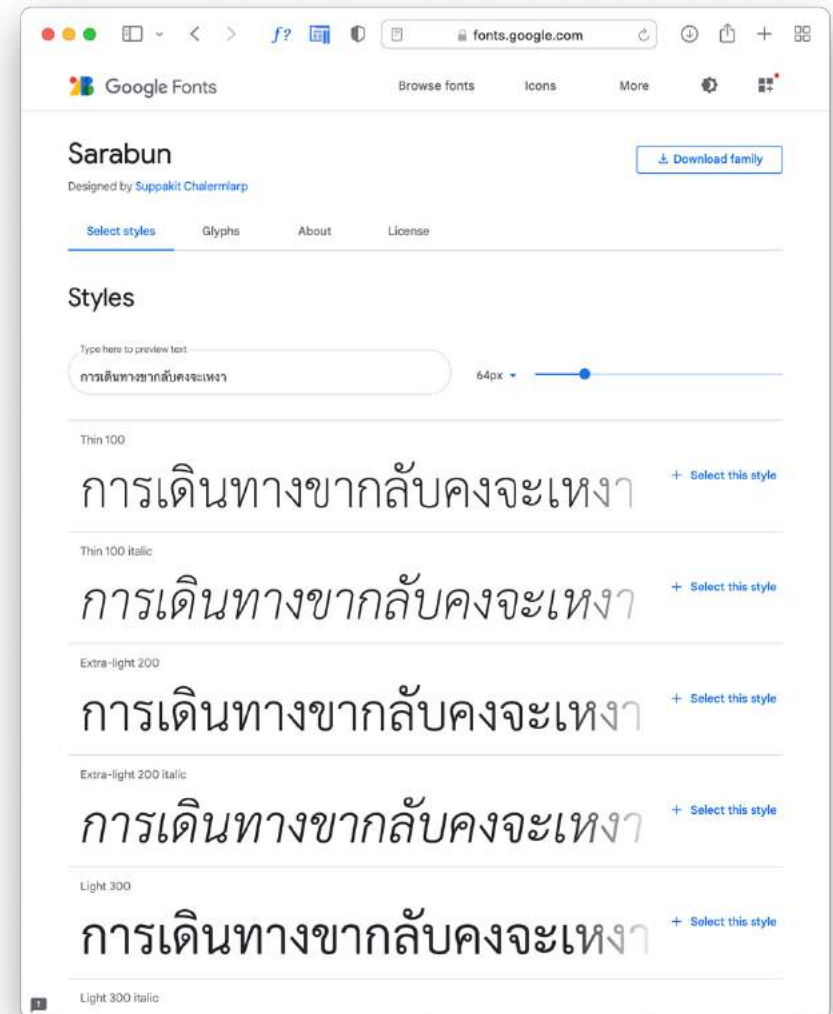 f?
fonts.google.com
Google Fonts
Browse fonts
Icons
More
Sarabun
Download family
Designed by Suppakit Chalermlarp
Select styles
Glyphs
About
License
Styles
Type here to preview text
การเดินทางขากลับคงจะเหงา
64px
Thin 100
การเดินทางขากลับคงจะเหงา
+ Select this style
Thin 100 italic
การเดินทางขากลับคงจะเหงา
+ Select this style
Extra-light 200
การเดินทางขากลับคงจะเหงา
+ Select this style
Extra-light 200 italic
การเดินทางขากลับคงจะเหงา
+ Select this style
Light 300
การเดินทางขากลับคงจะเหงา
+ Select this style
Light 300 italic